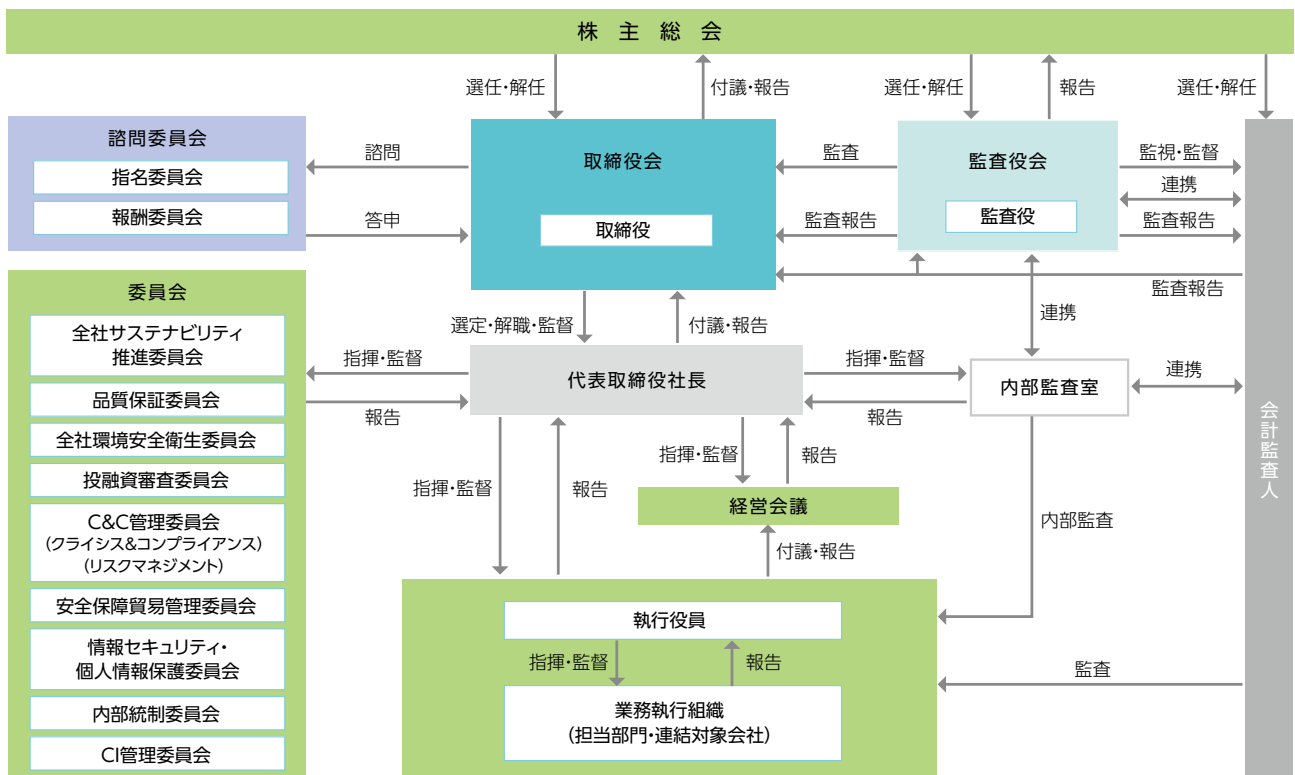 株主総会
選任・解任
付議・報告
選任・解任
報告
選任・解任
諮問委員会
指名委員会
報酬委員会
諮問
答申
取締役会
取締役
監査
監査報告
監査役会
監査役
監視・監督
連携
監査報告
監査報告
委員会
全社サステナビリティ
推進委員会
品質保証委員会
全社環境安全衛生委員会
投融資審査委員会
C&C管理委員会
(クライシス&コンプライアンス)
(リスクマネジメント)
安全保障貿易管理委員会
情報セキュリティ・
個人情報保護委員会
内部統制委員会
CI管理委員会
選定・解職・監督
付議・報告
連携
指揮・監督
報告
代表取締役社長
指揮・監督
報告
内部監査室
連携
会計監査人
指揮・監督
報告
指揮・監督
報告
経営会議
付議・報告
内部監査
執行役員
指揮・監督
報告
業務執行組織
(担当部門・連結対象会社)
監査